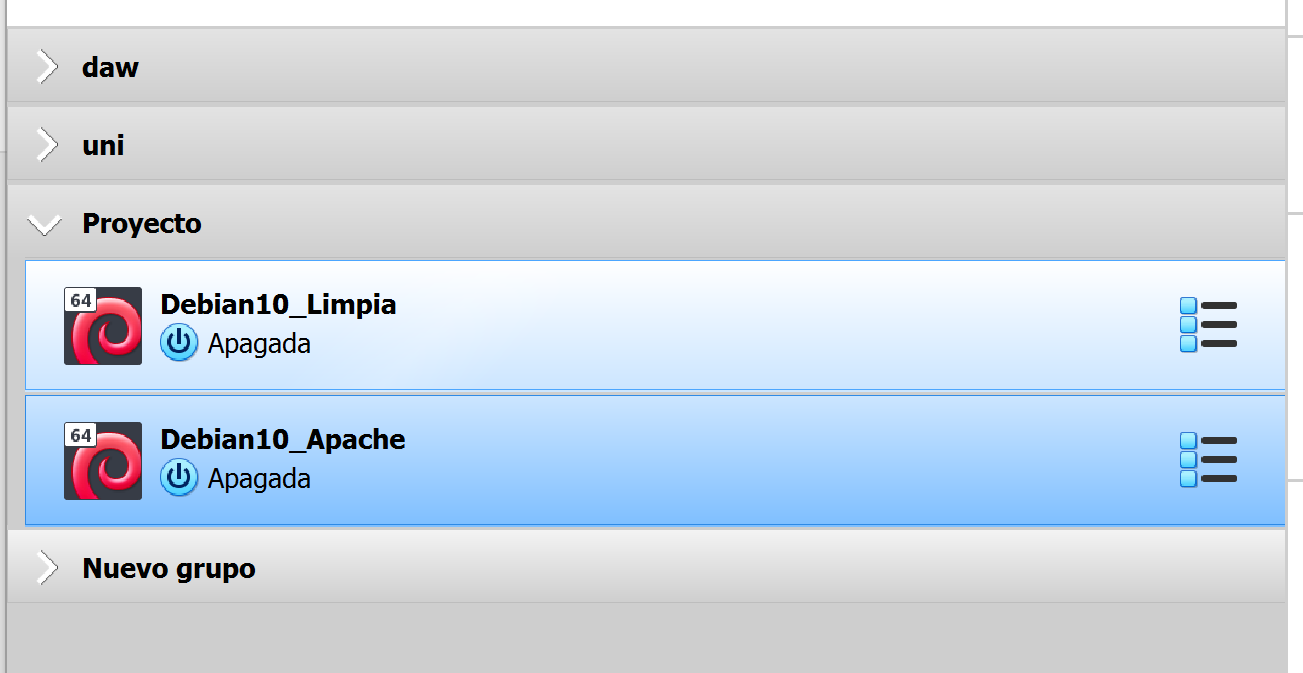 daw
uni
Proyecto
64
Debian10_Limpia
Apagada
64
Debian10_Apache
Apagada
Nuevo grupo